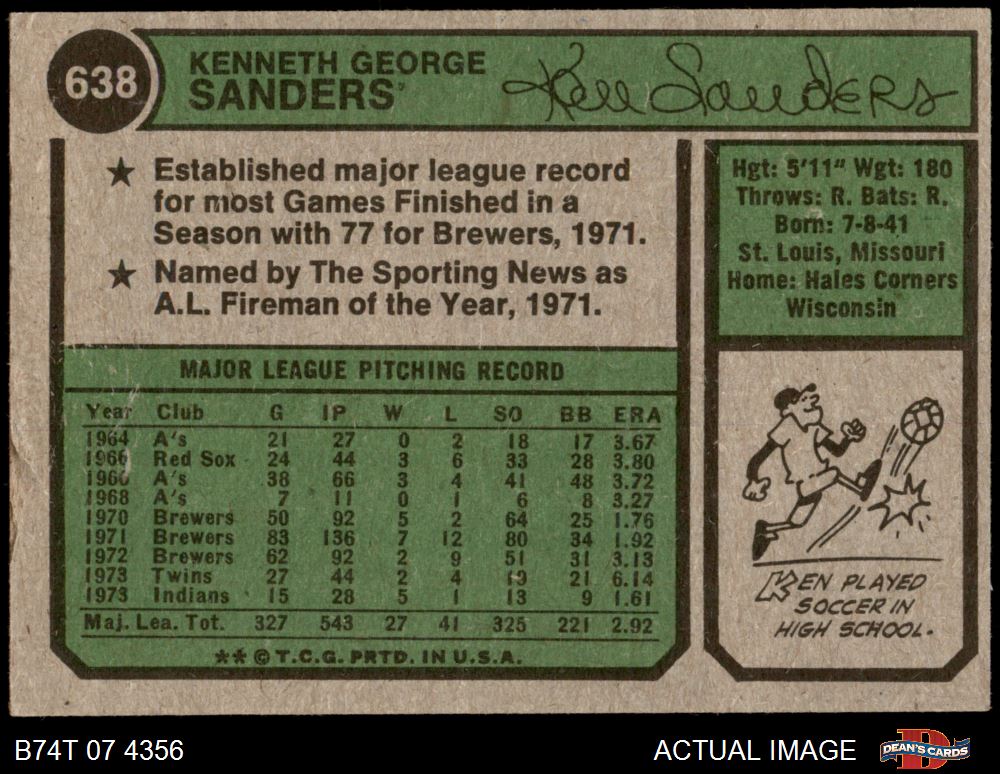 638
KENNETH GEORGE
SANDERS
Ken Sanders
★ Established major league record
for most Games Finished in a
Season with 77 for Brewers, 1971.
★ Named by The Sporting News as
A.L. Fireman of the Year, 1971.
Hgt: 5'11" Wgt: 180
Throws: R. Bats: R.
Born: 7-8-41
St. Louis, Missouri
Home: Hales Corners
Wisconsin
MAJOR LEAGUE PITCHING RECORD
Year Club G IP W L SO BB ERA
1964 A's 21 27 0 2 18 17 3.67
1966 Red Sox 24 44 3 6 33 28 3.80
1966 A's 38 66 3 4 41 48 3.72
1968 A's 7 11 0 1 6 8 3.27
1970 Brewers 50 92 5 2 64 25 1.76
1971 Brewers 83 136 7 12 80 34 1.92
1972 Brewers 62 92 2 9 51 31 3.13
1973 Twins 27 44 2 4 19 21 6.14
1973 Indians 15 28 5 1 13 9 1.61
Maj. Lea. Tot. 327 543 27 41 325 221 2.92
** © T.C.G. PRTD. IN U.S.A.
KEN PLAYED
SOCCER IN
HIGH SCHOOL.
B74T 07 4356
ACTUAL IMAGE
DEAN'S CARDS